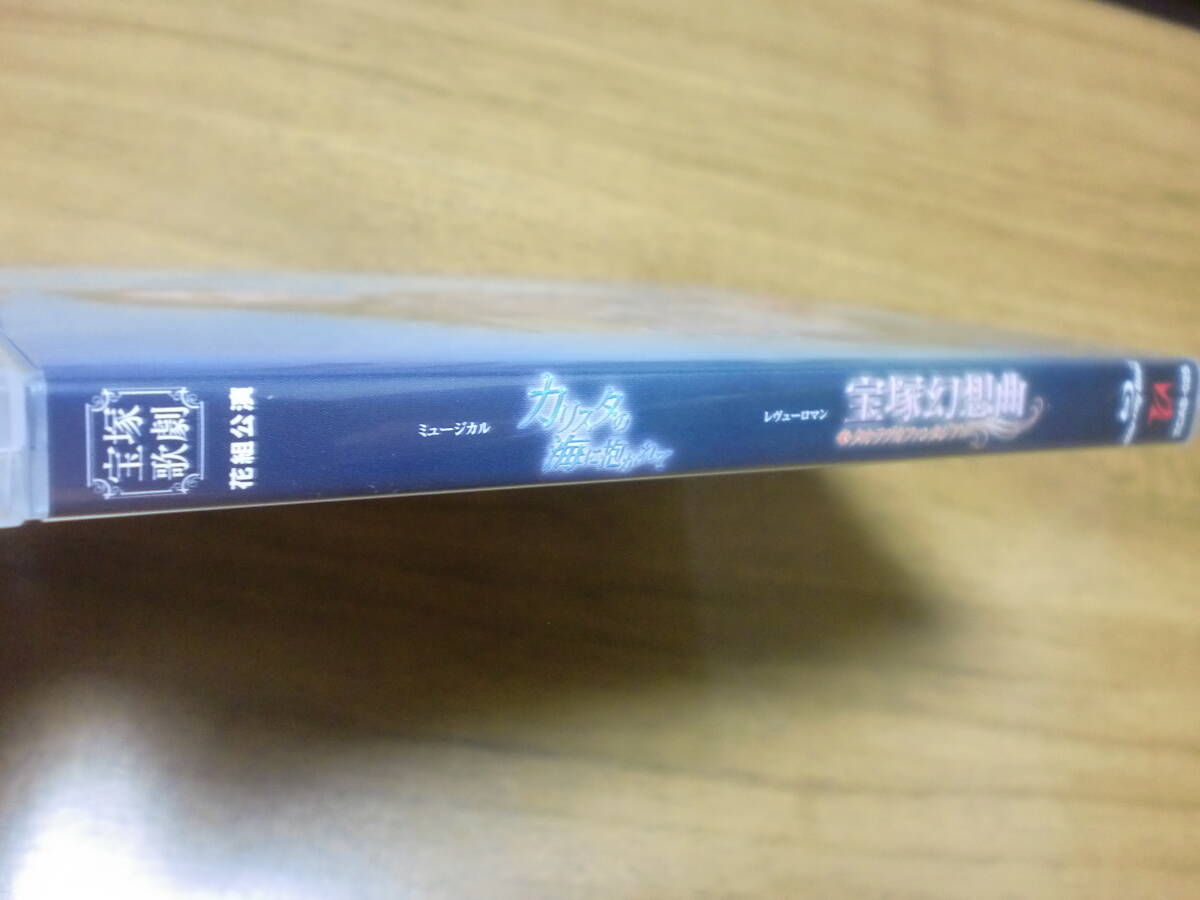 宝塚
歌劇
花組公演
ミュージカル
カリスタの
海に抱かれて
レヴューロマン
宝塚幻想曲